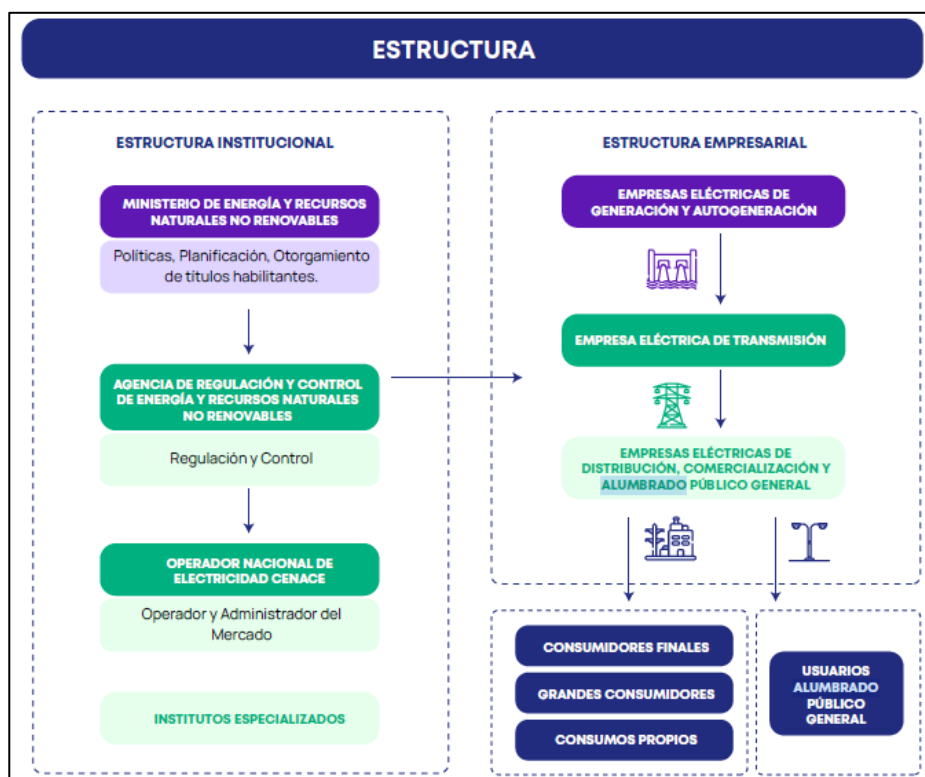 ESTRUCTURA
ESTRUCTURA INSTITUCIONAL
MINISTERIO DE ENERGÍA Y RECURSOS
NATURALES NO RENOVABLES
Políticas, Planificación, Otorgamiento
de títulos habilitantes.
AGENCIA DE REGULACIÓN Y CONTROL
DE ENERGÍA Y RECURSOS NATURALES
NO RENOVABLES
Regulación y Control
OPERADOR NACIONAL DE
ELECTRICIDAD CENACE
Operador y Administrador del
Mercado
INSTITUTOS ESPECIALIZADOS
ESTRUCTURA EMPRESARIAL
EMPRESAS ELÉCTRICAS DE
GENERACIÓN Y AUTOGENERACIÓN
EMPRESA ELÉCTRICA DE TRANSMISIÓN
EMPRESAS ELÉCTRICAS DE
DISTRIBUCIÓN, COMERCIALIZACIÓN Y
ALUMBRADO PÚBLICO GENERAL
CONSUMIDORES FINALES
GRANDES CONSUMIDORES
CONSUMOS PROPIOS
USUARIOS
ALUMBRADO
PÚBLICO
GENERAL